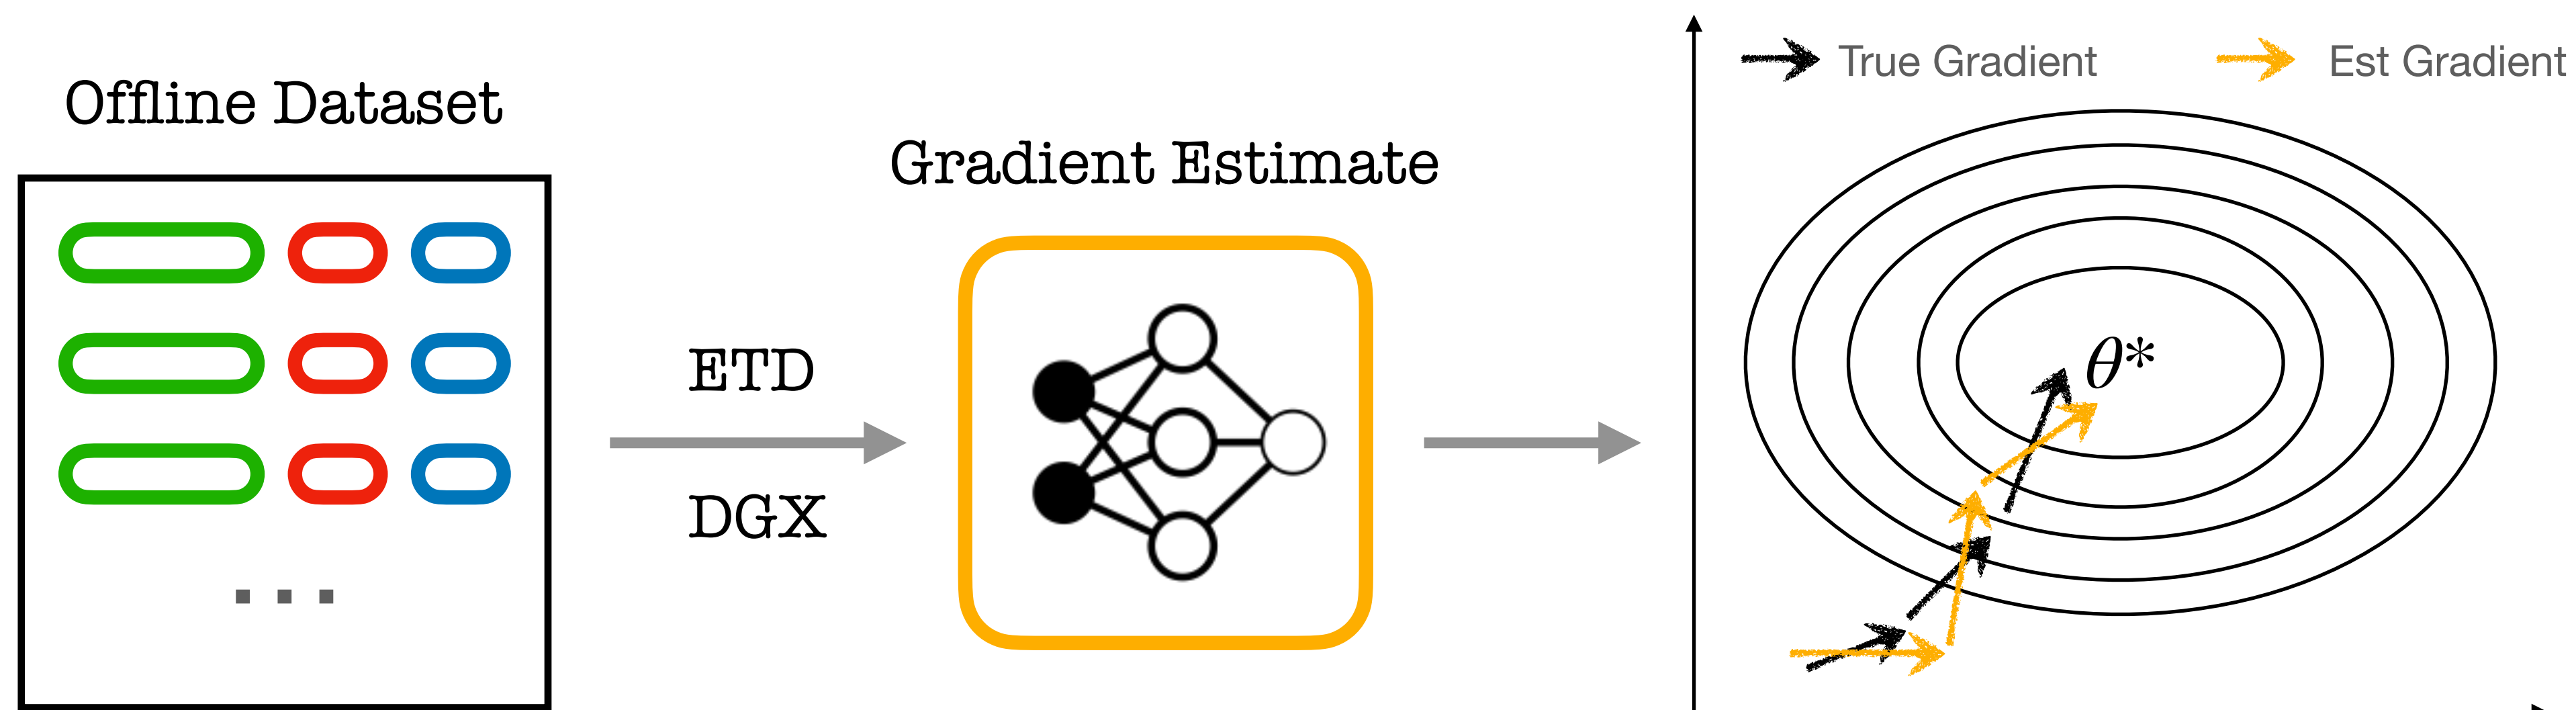 Offline Dataset
. . .
ETD
DGX
Gradient Estimate
True Gradient
Est Gradient
θ*